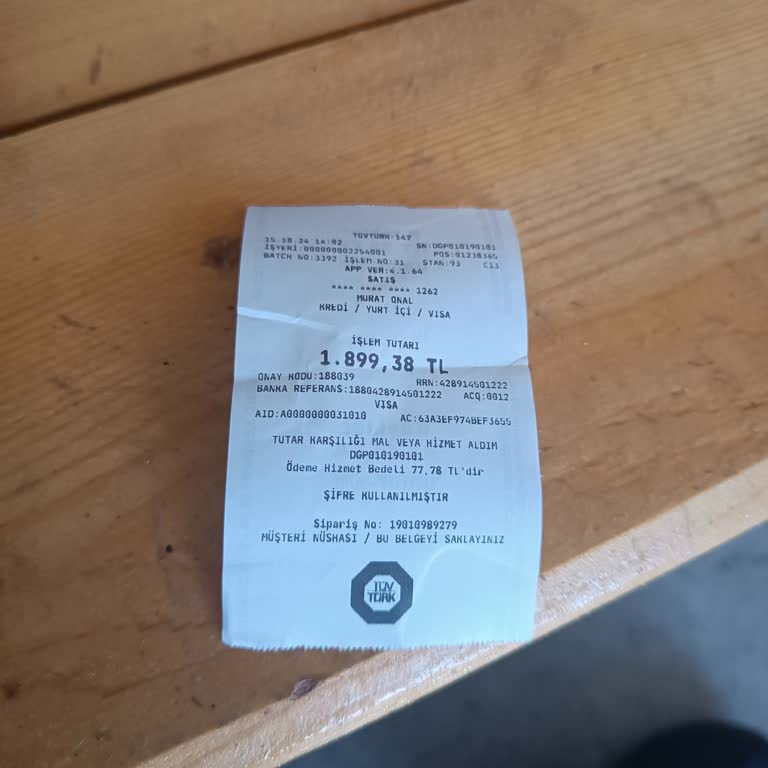 TÜVTURK-147
15.10.24 14:02 SN:DGP010190101
İŞYERİ:000000002254001 POS:01238365
BATCH NO:3392 İŞLEM NO:31 STAN:93 C13
APP VER:4.1.64
SATIŞ
**** **** **** 1262
MURAT ÖNAL
KREDİ / YURT İÇİ / VISA
İŞLEM TUTARI
1.899,38 TL
ONAY KODU:188039 RRN:428914501222
BANKA REFERANS:1880428914501222 ACQ:0012
VISA
AID:A0000000031010 AC:63A3EF974BEF3655
TUTAR KARŞILIĞI MAL VEYA HİZMET ALDIM
DGP010190101
Ödeme Hizmet Bedeli 77,78 TL'dir
ŞİFRE KULLANILMIŞTIR
Sipariş No: 19010989279
MÜŞTERİ NÜSHASI / BU BELGEYİ SAKLAYINIZ
TÜV
TÜRK